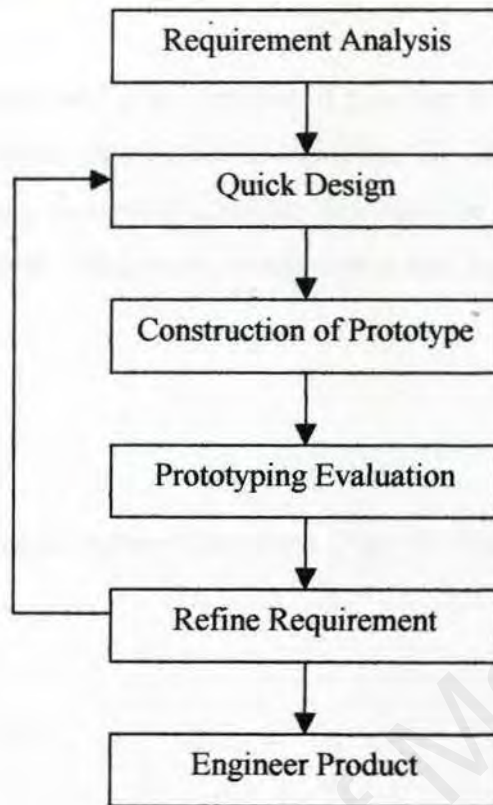 Requirement Analysis
Quick Design
Construction of Prototype
Prototyping Evaluation
Refine Requirement
Engineer Product